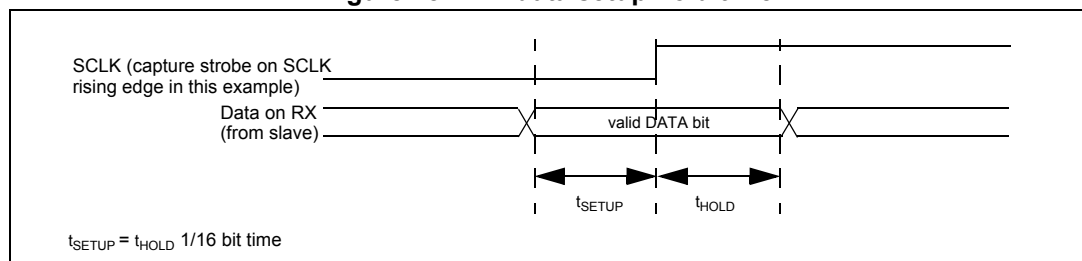 SCLK (capture strobe on SCLK
rising edge in this example)
Data on RX
(from slave)
valid DATA bit
tSETUP
tHOLD
tSETUP = tHOLD 1/16 bit time